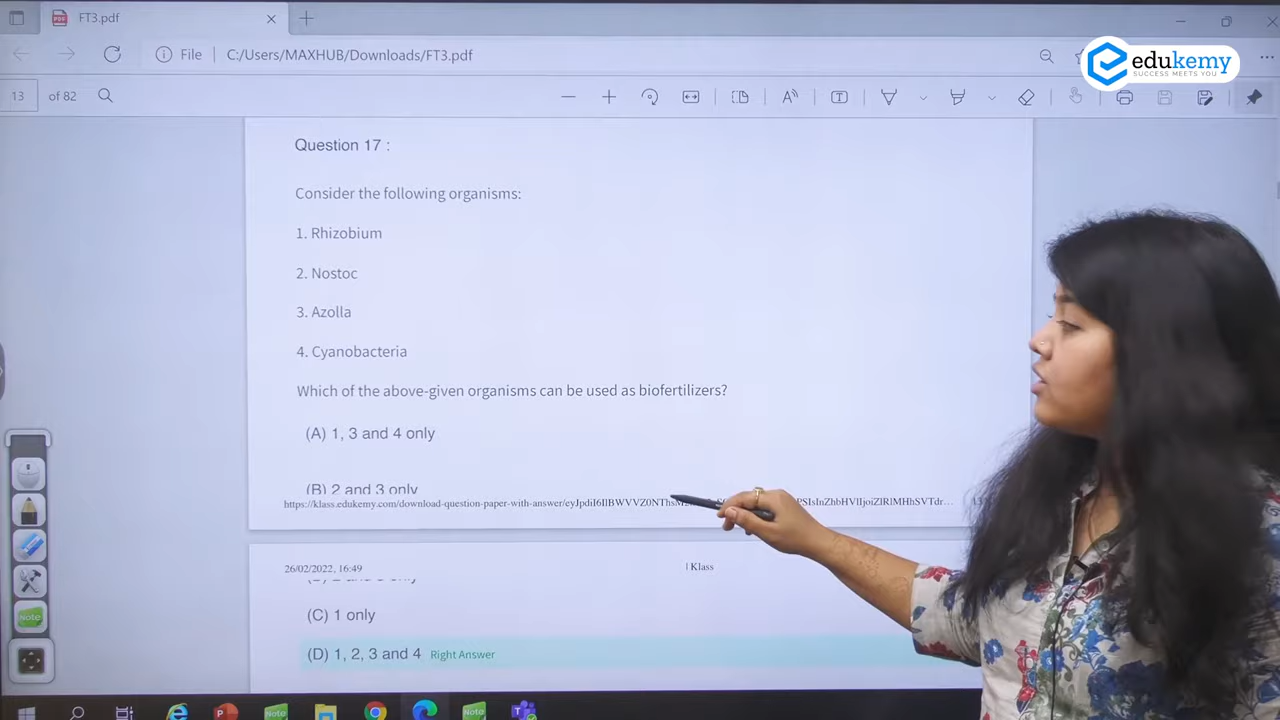 FT3.pdf
File
C:/Users/MAXHUB/Downloads/FT3.pdf
edukemy
SUCCESS MEETS YOU
13 of 82
Question 17 :
Consider the following organisms:
1. Rhizobium
2. Nostoc
3. Azolla
4. Cyanobacteria
Which of the above-given organisms can be used as biofertilizers?
(A) 1, 3 and 4 only
(B) 2 and 3 only
26/02/2022, 16:49
| Klass
(C) 1 only
(D) 1, 2, 3 and 4 Right Answer
Note